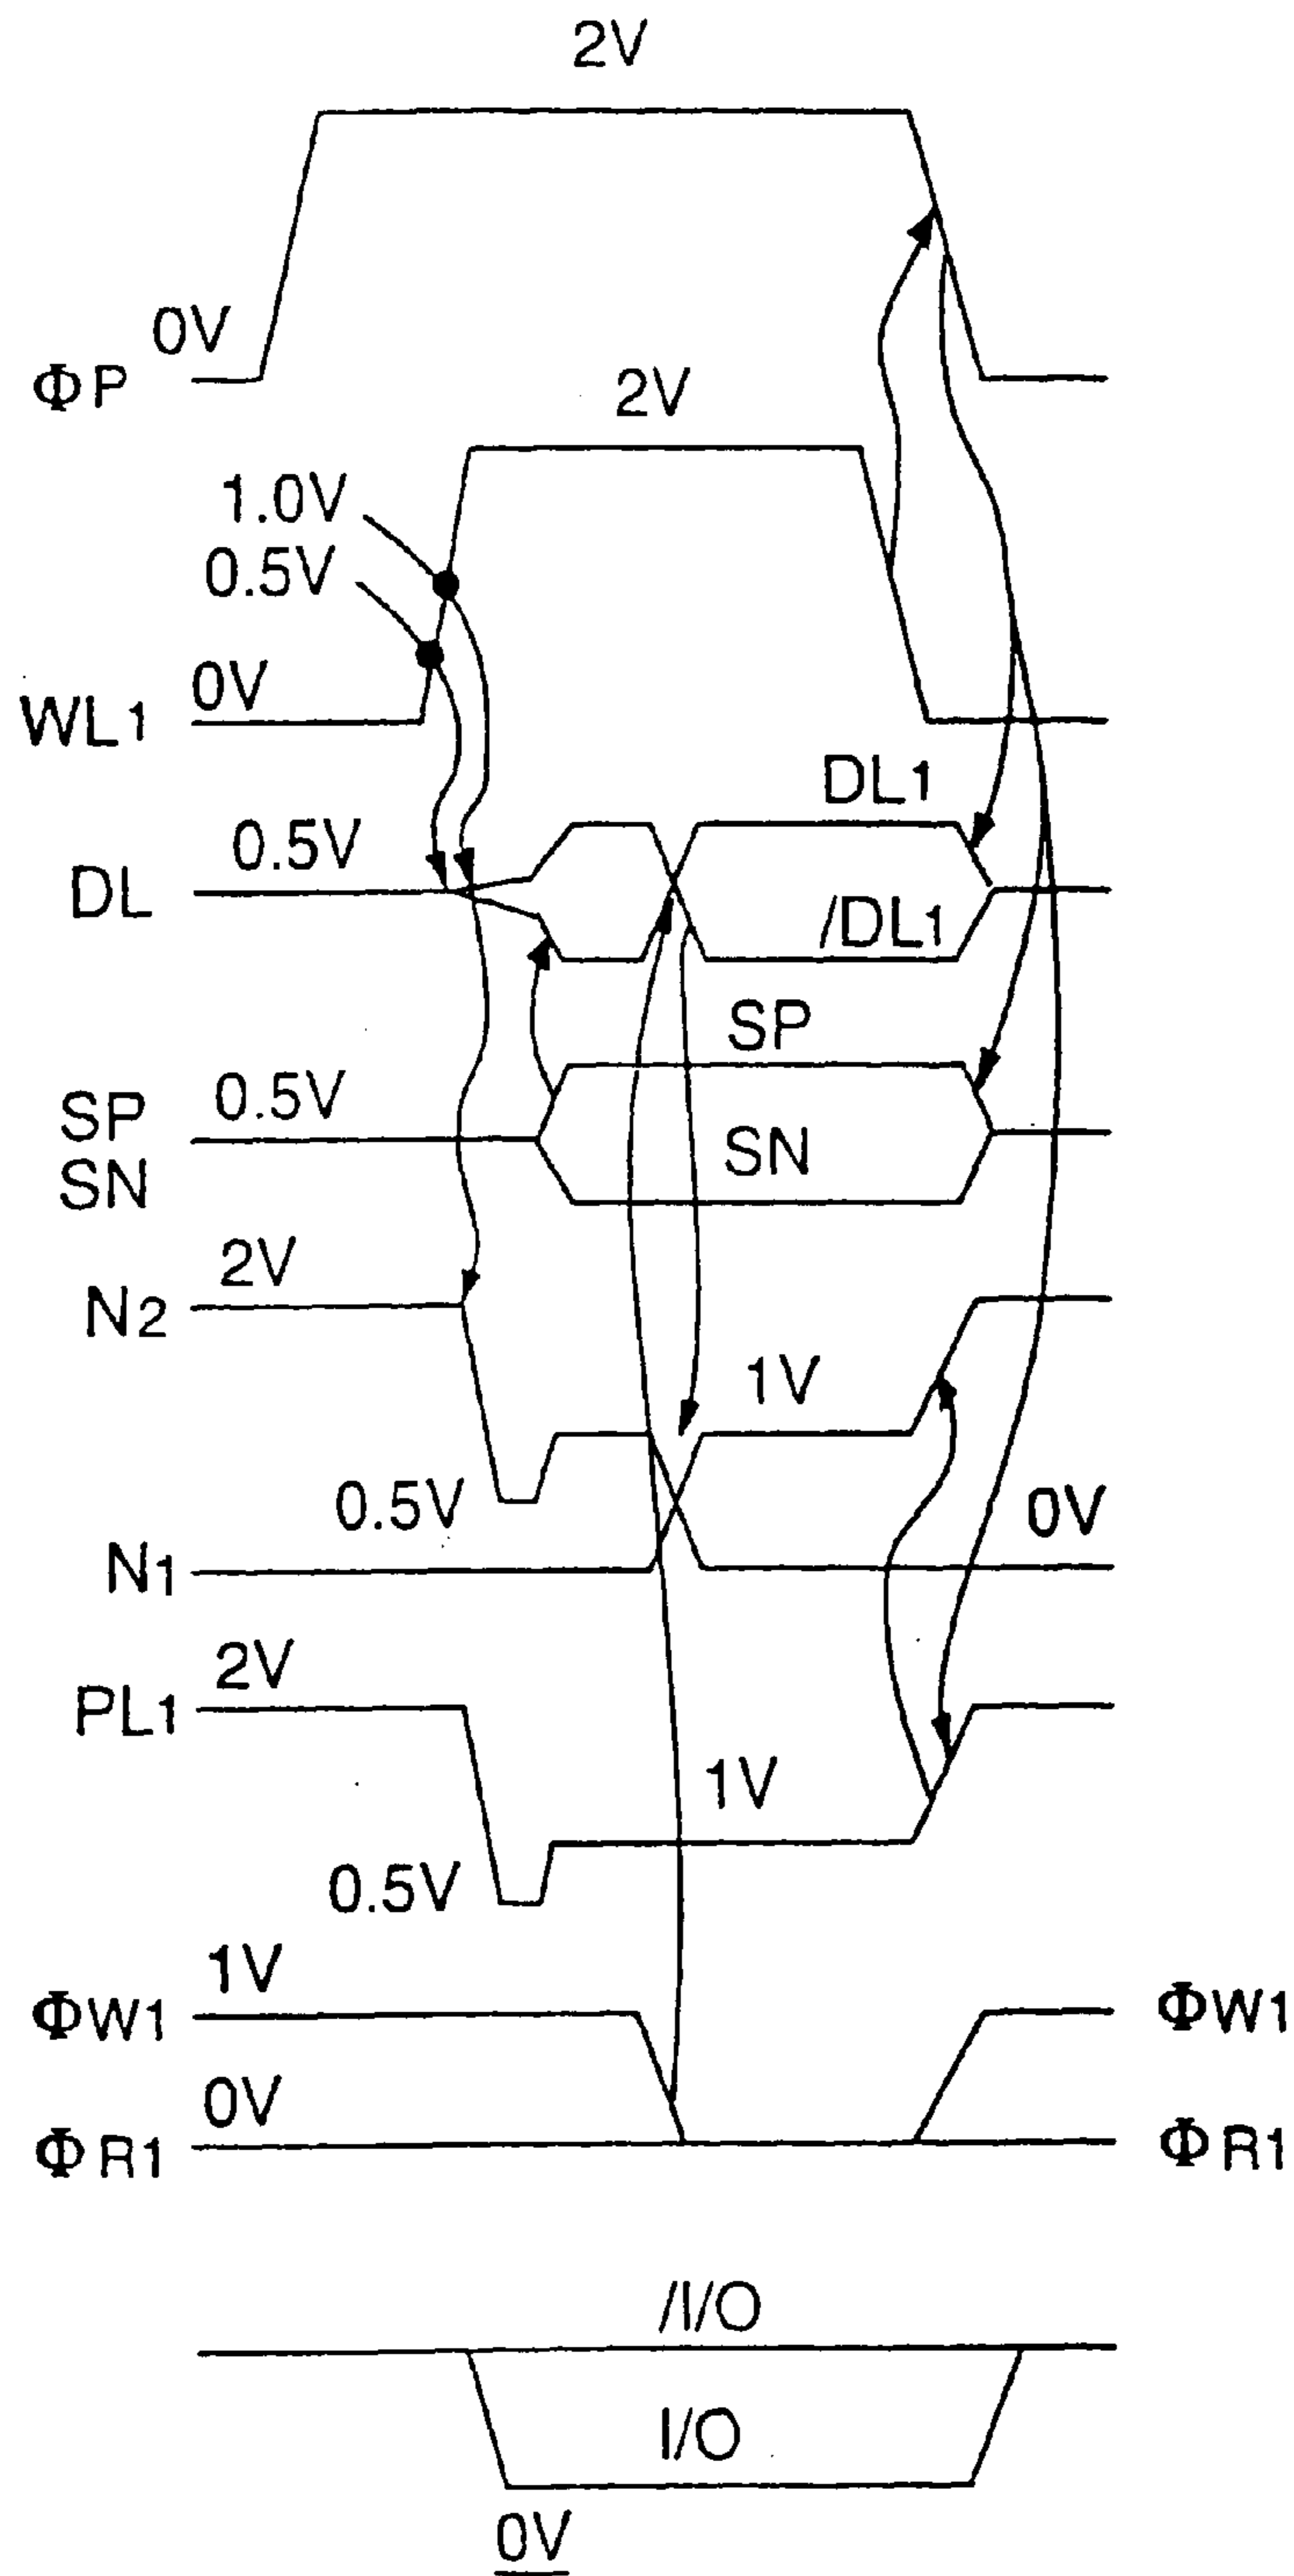 2V
0V
ΦP
2V
1.0V
0.5V
0V
WL1
DL1
0.5V
DL
/DL1
SP
0.5V
SP
SN
SN
2V
N2
1V
0.5V
0V
N1
2V
PL1
1V
0.5V
1V
ΦW1 ΦW1
0V
ΦR1 ΦR1
/I/O
I/O
0V